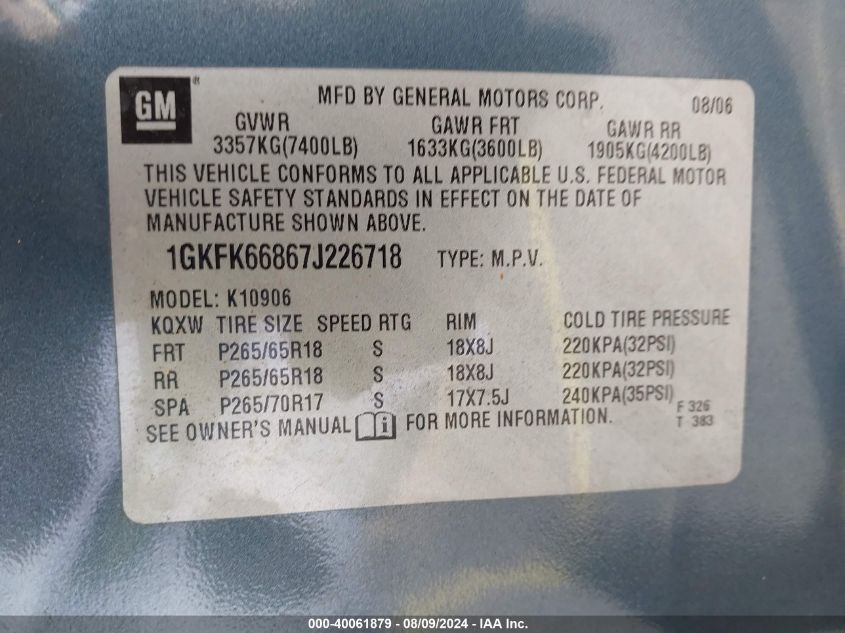 GM ®
MFD BY GENERAL MOTORS CORP. 08/06
GVWR GAWR FRT GAWR RR
3357KG(7400LB) 1633KG(3600LB) 1905KG(4200LB)
THIS VEHICLE CONFORMS TO ALL APPLICABLE U.S. FEDERAL MOTOR
VEHICLE SAFETY STANDARDS IN EFFECT ON THE DATE OF
MANUFACTURE SHOWN ABOVE.
1GKFK66867J226718 TYPE: M.P.V.
MODEL: K10906
KQXW TIRE SIZE SPEED RTG RIM COLD TIRE PRESSURE
FRT P265/65R18 S 18X8J 220KPA(32PSI)
RR P265/65R18 S 18X8J 220KPA(32PSI)
SPA P265/70R17 S 17X7.5J 240KPA(35PSI)
F 326
SEE OWNER'S MANUAL i FOR MORE INFORMATION. T 383
000-40061879 - 08/09/2024 - IAA Inc.